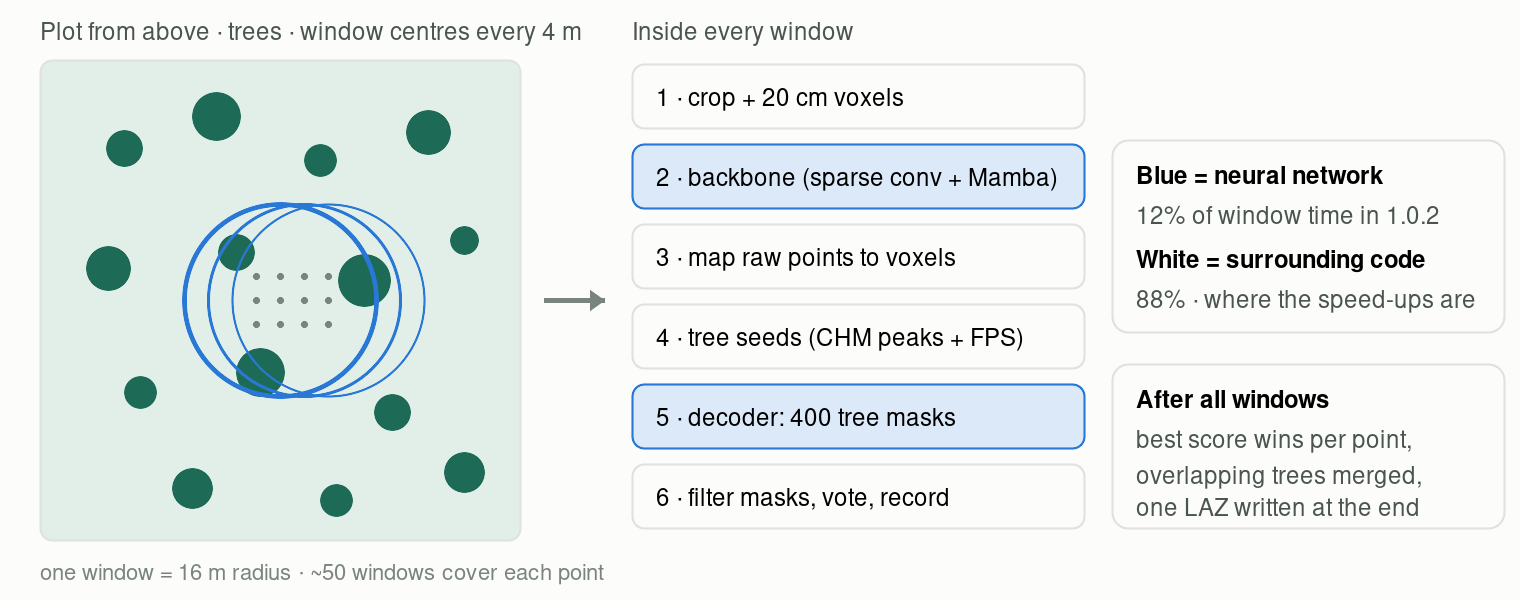 Plot from above · trees · window centres every 4 m
Inside every window
1 · crop + 20 cm voxels
2 · backbone (sparse conv + Mamba)
3 · map raw points to voxels
4 · tree seeds (CHM peaks + FPS)
5 · decoder: 400 tree masks
6 · filter masks, vote, record
Blue = neural network
12% of window time in 1.0.2
White = surrounding code
88% · where the speed-ups are
After all windows
best score wins per point,
overlapping trees merged,
one LAZ written at the end
one window = 16 m radius · ~50 windows cover each point